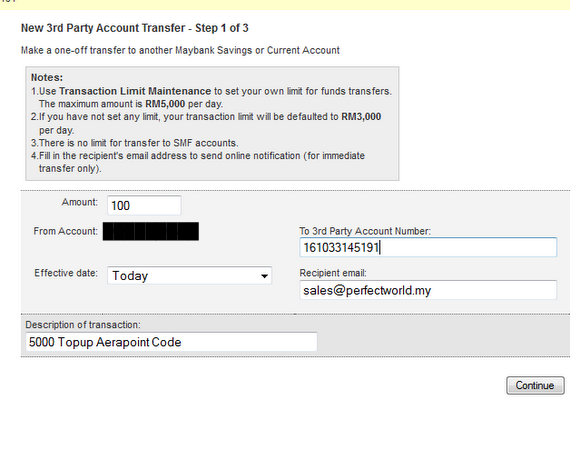 New 3rd Party Account Transfer - Step 1 of 3
Make a one-off transfer to another Maybank Savings or Current Account
Notes:
1.Use Transaction Limit Maintenance to set your own limit for funds transfers.
The maximum amount is RM5,000 per day.
2.If you have not set any limit, your transaction limit will be defaulted to RM3,000
per day.
3.There is no limit for transfer to SMF accounts.
4.Fill in the recipient's email address to send online notification (for immediate
transfer only).
Amount: 100
From Account:
To 3rd Party Account Number:
161033145191
Effective date: Today
Recipient email:
sales@perfectworld.my
Description of transaction:
5000 Topup Aerapoint Code
Continue